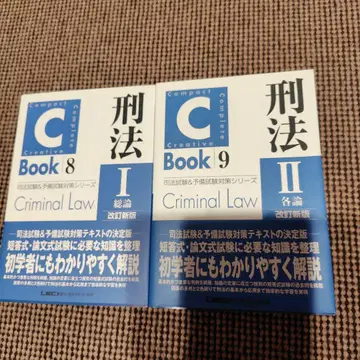 Compact
Complete
C
Creative
Book 8
刑法
I
総論
改訂新版
司法試験&予備試験対策シリーズ
Criminal Law
司法試験&予備試験対策テキストの決定版
短答式・論文式試験に必要な知識を整理
初学者にもわかりやすく解説
Compact
Complete
C
Creative
Book 9
刑法
II
各論
改訂新版
司法試験&予備試験対策シリーズ
Criminal Law
司法試験&予備試験対策テキストの決定版
短答式・論文式試験に必要な知識を整理
初学者にもわかりやすく解説